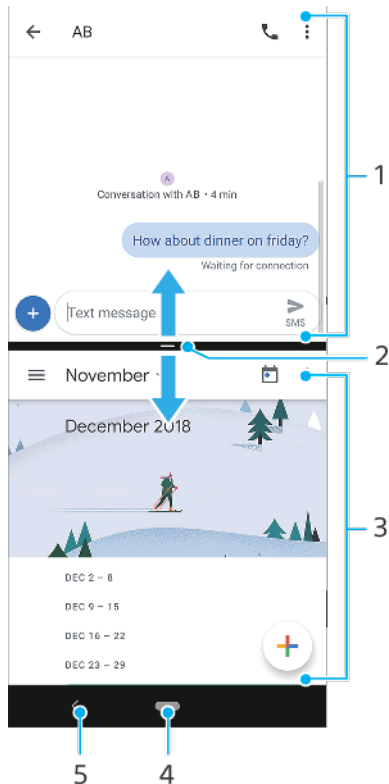 AB
1
A
Conversation with AB • 4 min
How about dinner on friday?
Waiting for connection
Text message
SMS
2
November
December 2018
3
DEC 2 – 8
DEC 9 – 15
DEC 16 – 22
DEC 23 – 29
5
4